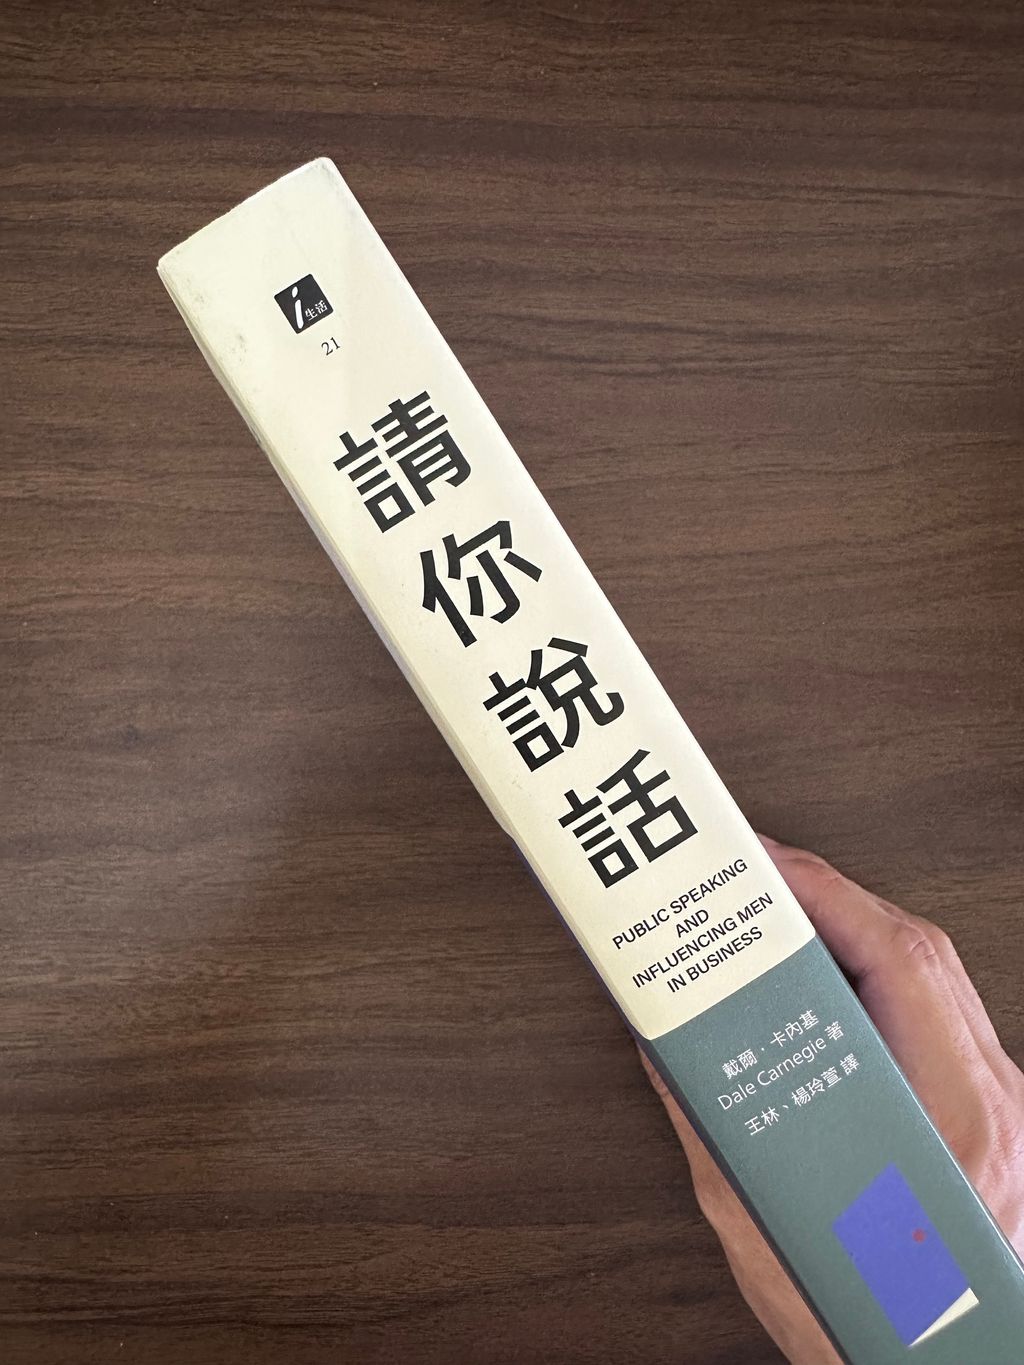 i生活
21
請你說話
PUBLIC SPEAKING
AND
INFLUENCING MEN
IN BUSINESS
戴爾．卡內基
Dale Carnegie 著
王林、楊玲萱 譯